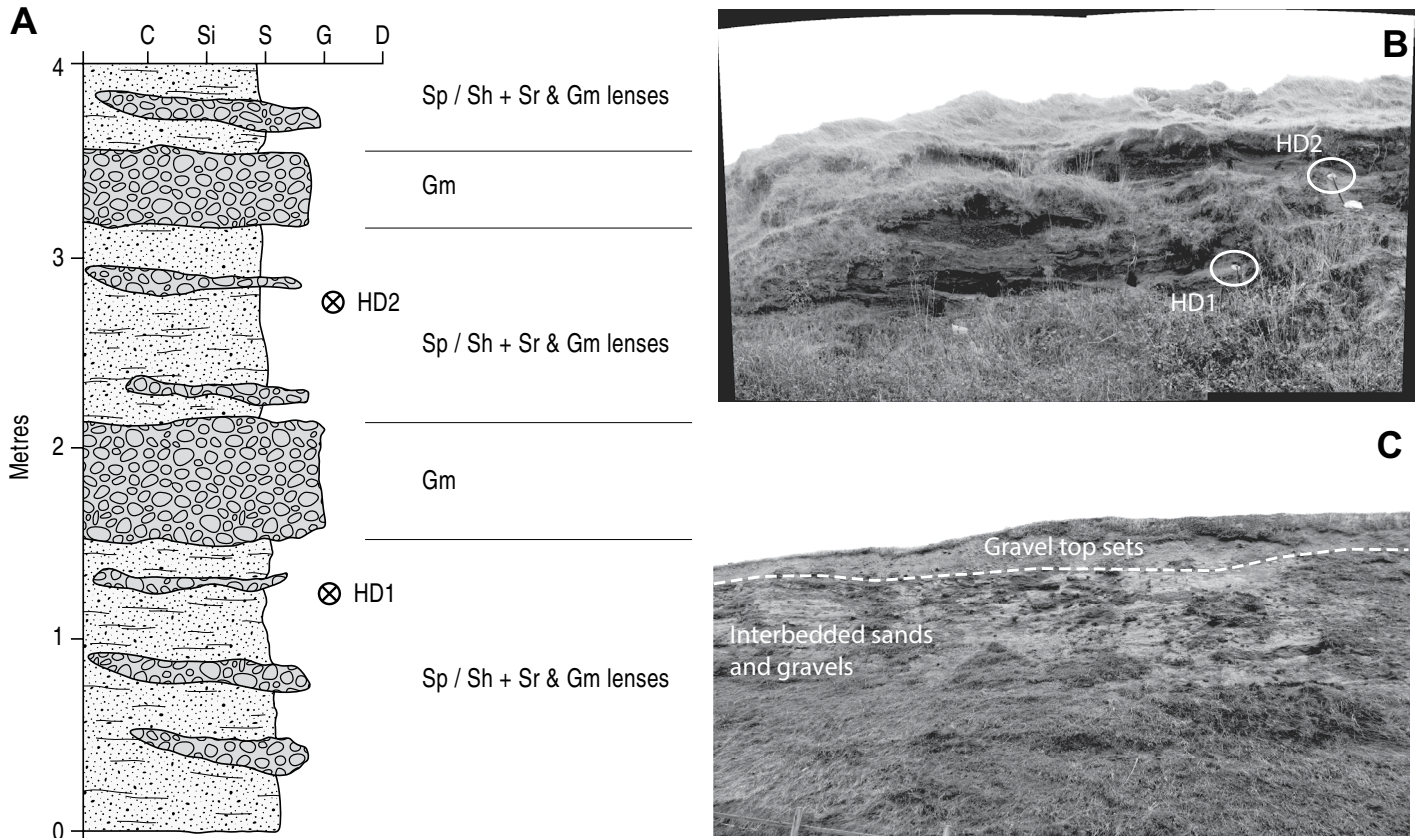 A
C Si S G D
4
Sp / Sh + Sr & Gm lenses
Gm
3
HD2
Sp / Sh + Sr & Gm lenses
Metres
2
Gm
HD1
1
Sp / Sh + Sr & Gm lenses
0
B
HD2
HD1
C
Gravel top sets
Interbedded sands
and gravels